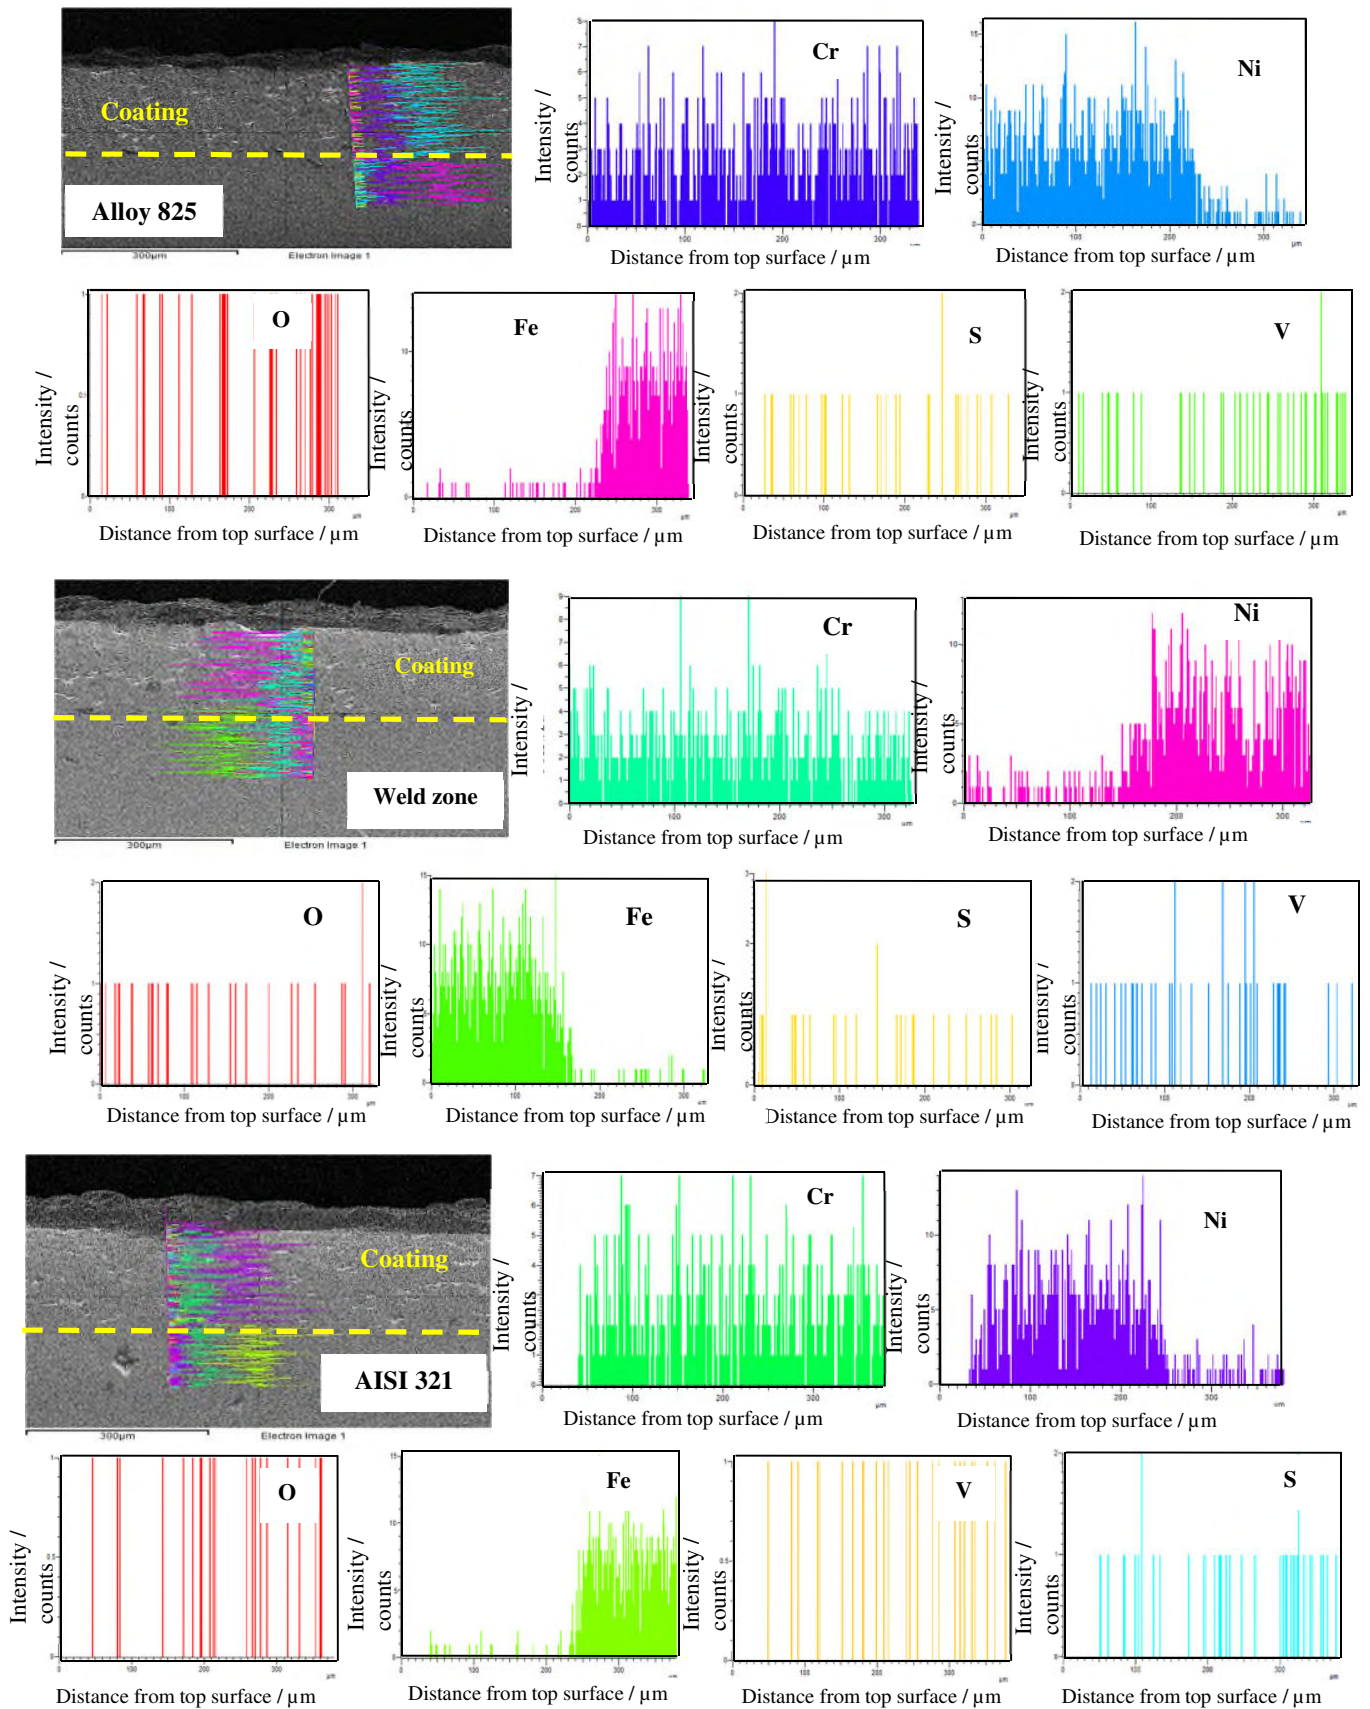 Coating
Alloy 825
300µm
Electron Image 1
Cr
Intensity /
counts
Distance from top surface / µm
Ni
Intensity /
counts
Distance from top surface / µm
O
Intensity /
counts
Distance from top surface / µm
Fe
Intensity /
counts
Distance from top surface / µm
S
Intensity /
counts
Distance from top surface / µm
V
Intensity /
counts
Distance from top surface / µm
Coating
Weld zone
300µm
Electron Image 1
Cr
Intensity /
Distance from top surface / µm
Ni
Intensity /
counts
Distance from top surface / µm
O
Intensity /
counts
Distance from top surface / µm
Fe
Intensity /
counts
Distance from top surface / µm
S
Intensity /
counts
Distance from top surface / µm
V
Intensity /
counts
Distance from top surface / µm
Coating
AISI 321
300µm
Electron Image 1
Cr
Intensity /
counts
Distance from top surface / µm
Ni
Intensity /
counts
Distance from top surface / µm
O
Intensity /
counts
Distance from top surface / µm
Fe
Intensity /
counts
Distance from top surface / µm
V
Intensity /
counts
Distance from top surface / µm
S
Intensity /
counts
Distance from top surface / µm